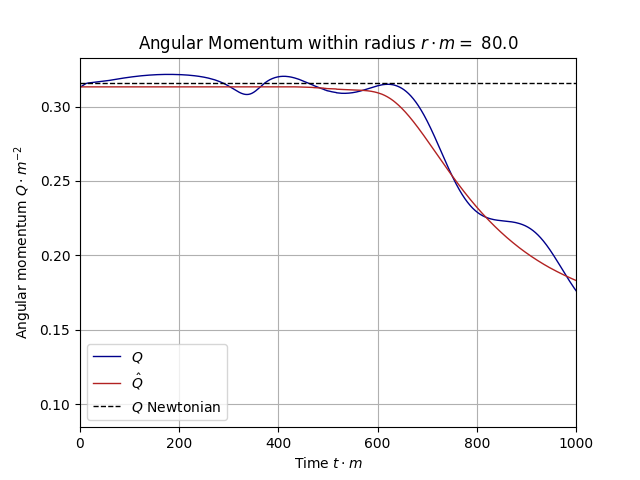 Angular Momentum within radius r · m = 80.0
Angular momentum Q · m⁻²
0.30
0.25
0.20
0.15
0.10
Q
Q̂
Q Newtonian
0 200 400 600 800 1000
Time t · m